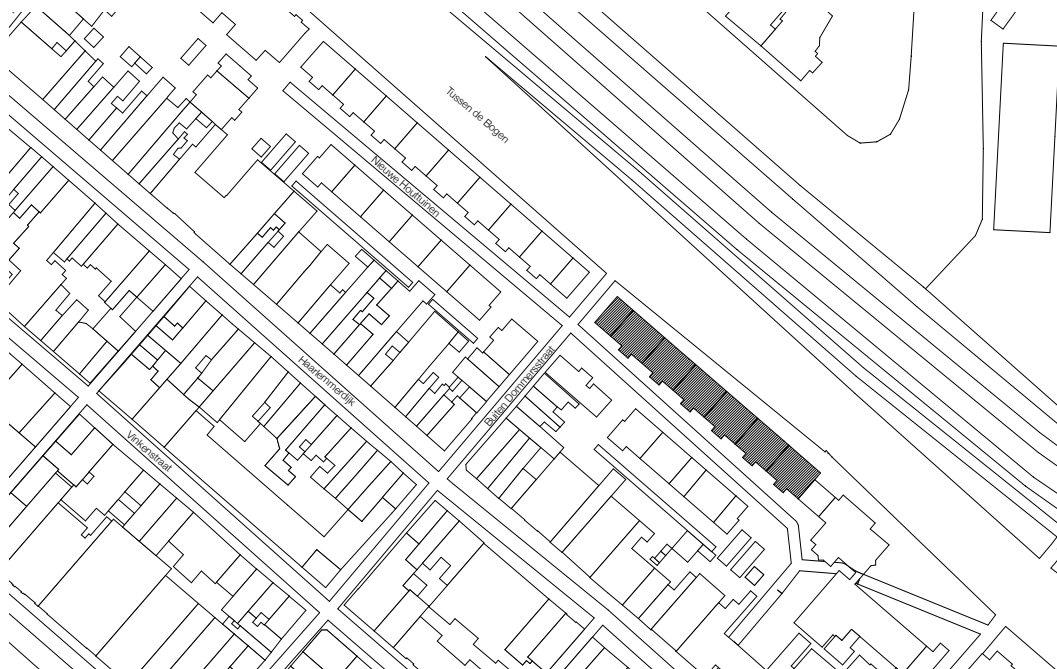 Tussen de Bogen
Nieuwe Houttuinen
Haarlemmerdijk
Buiten Dommersstraat
Vinkenstraat